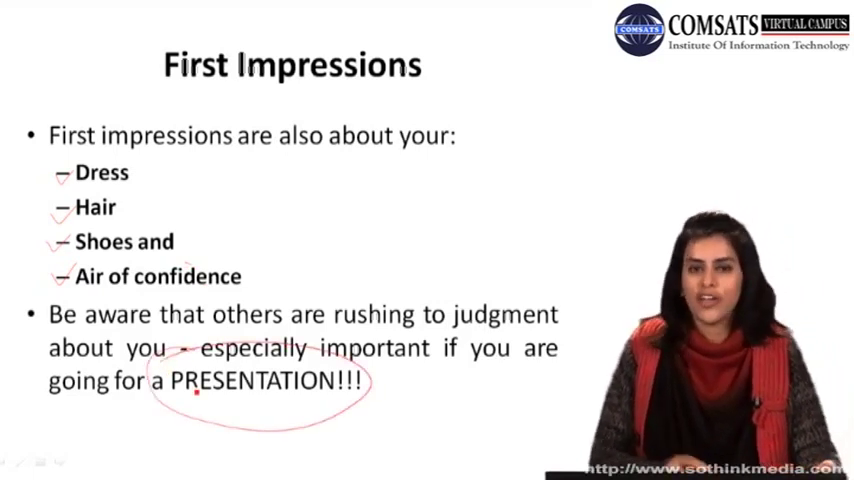 COMSATS VIRTUAL CAMPUS
COMSATS
Institute Of Information Technology
First Impressions
• First impressions are also about your:
– Dress
– Hair
– Shoes and
– Air of confidence
• Be aware that others are rushing to judgment
about you - especially important if you are
going for a PRESENTATION!!!
http://www.sothinkmedia.com